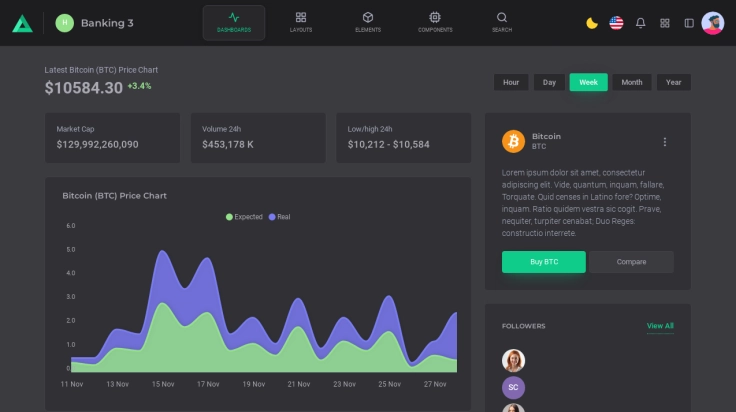 H Banking 3
DASHBOARDS
LAYOUTS
ELEMENTS
COMPONENTS
SEARCH
Latest Bitcoin (BTC) Price Chart
$10584.30 +3.4%
Hour Day Week Month Year
Market Cap
$129,992,260,090
Volume 24h
$453,178 K
Low/high 24h
$10,212 - $10,584
Bitcoin (BTC) Price Chart
Expected Real
6.0
5.0
4.0
3.0
2.0
1.0
0
11 Nov 13 Nov 15 Nov 17 Nov 19 Nov 21 Nov 23 Nov 25 Nov 27 Nov
Bitcoin
BTC
Lorem ipsum dolor sit amet, consectetur
adipiscing elit. Vide, quantum, inquam, fallare,
Torquate. Quid censes in Latino fore? Optime,
inquam. Ratio quidem vestra sic cogit. Prave,
nequiter, turpiter cenabat; Duo Reges:
constructio interrete.
Buy BTC Compare
FOLLOWERS View All
SC